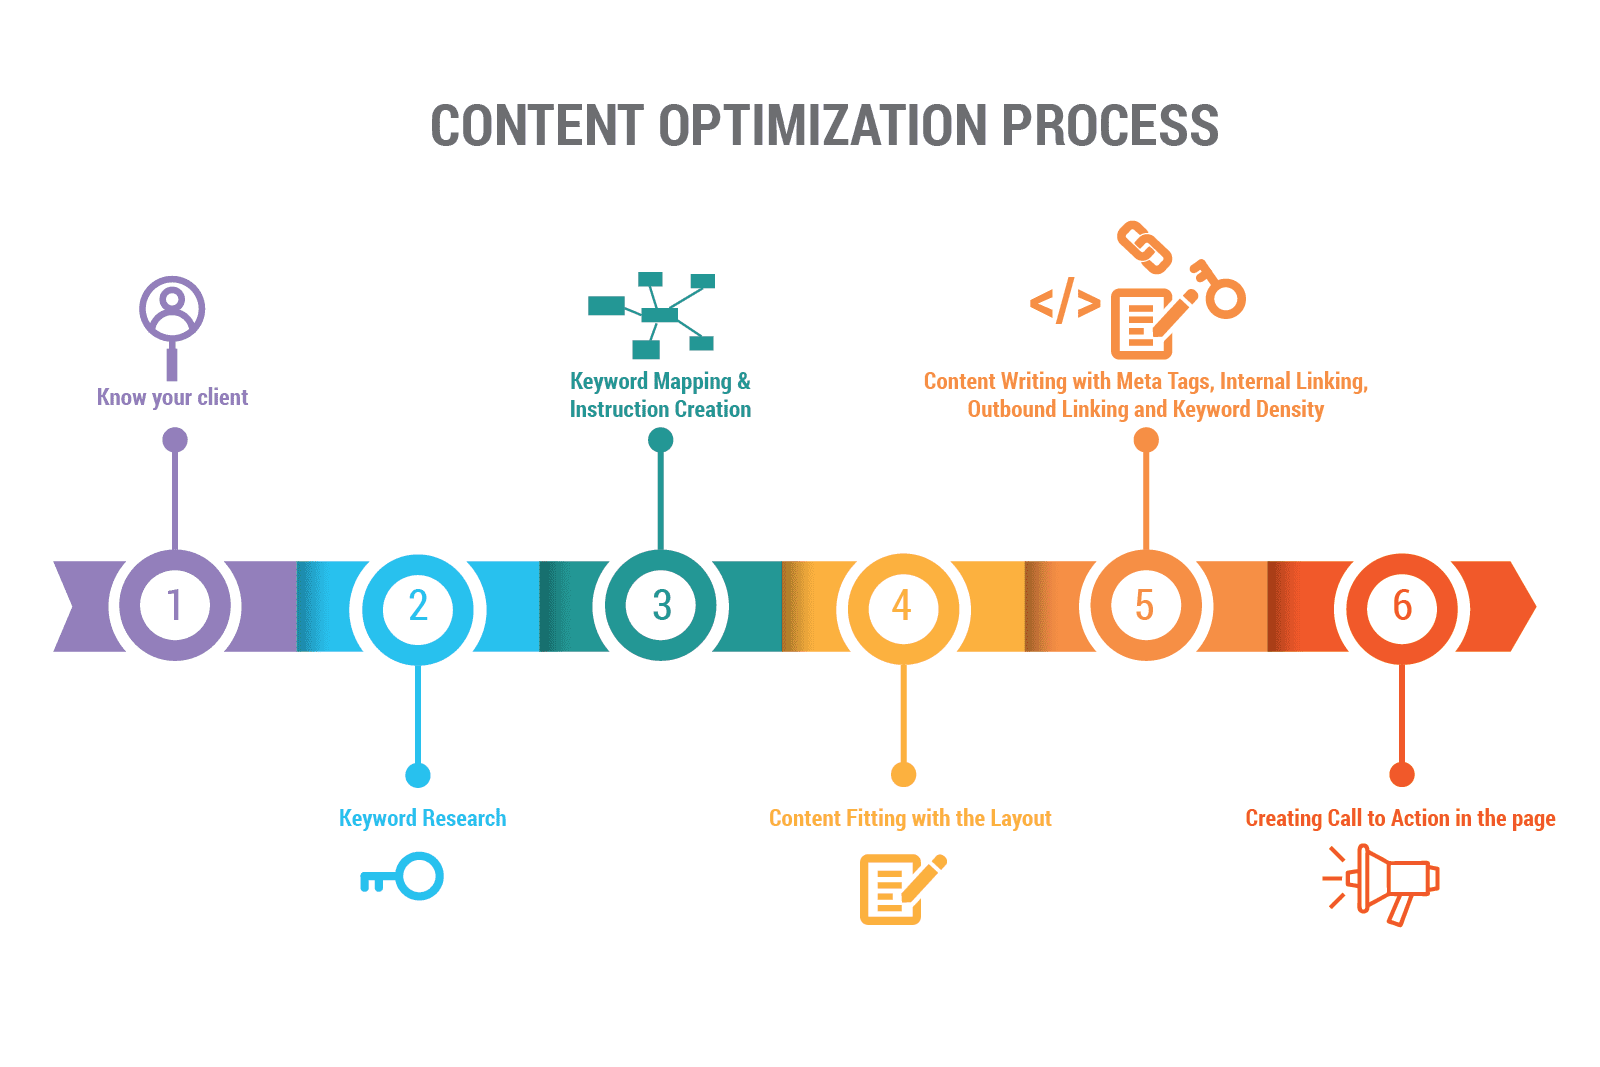 CONTENT OPTIMIZATION PROCESS
</>
Know your client
Keyword Mapping &
Instruction Creation
Content Writing with Meta Tags, Internal Linking,
Outbound Linking and Keyword Density
1
2
3
4
5
6
Keyword Research
Content Fitting with the Layout
Creating Call to Action in the page